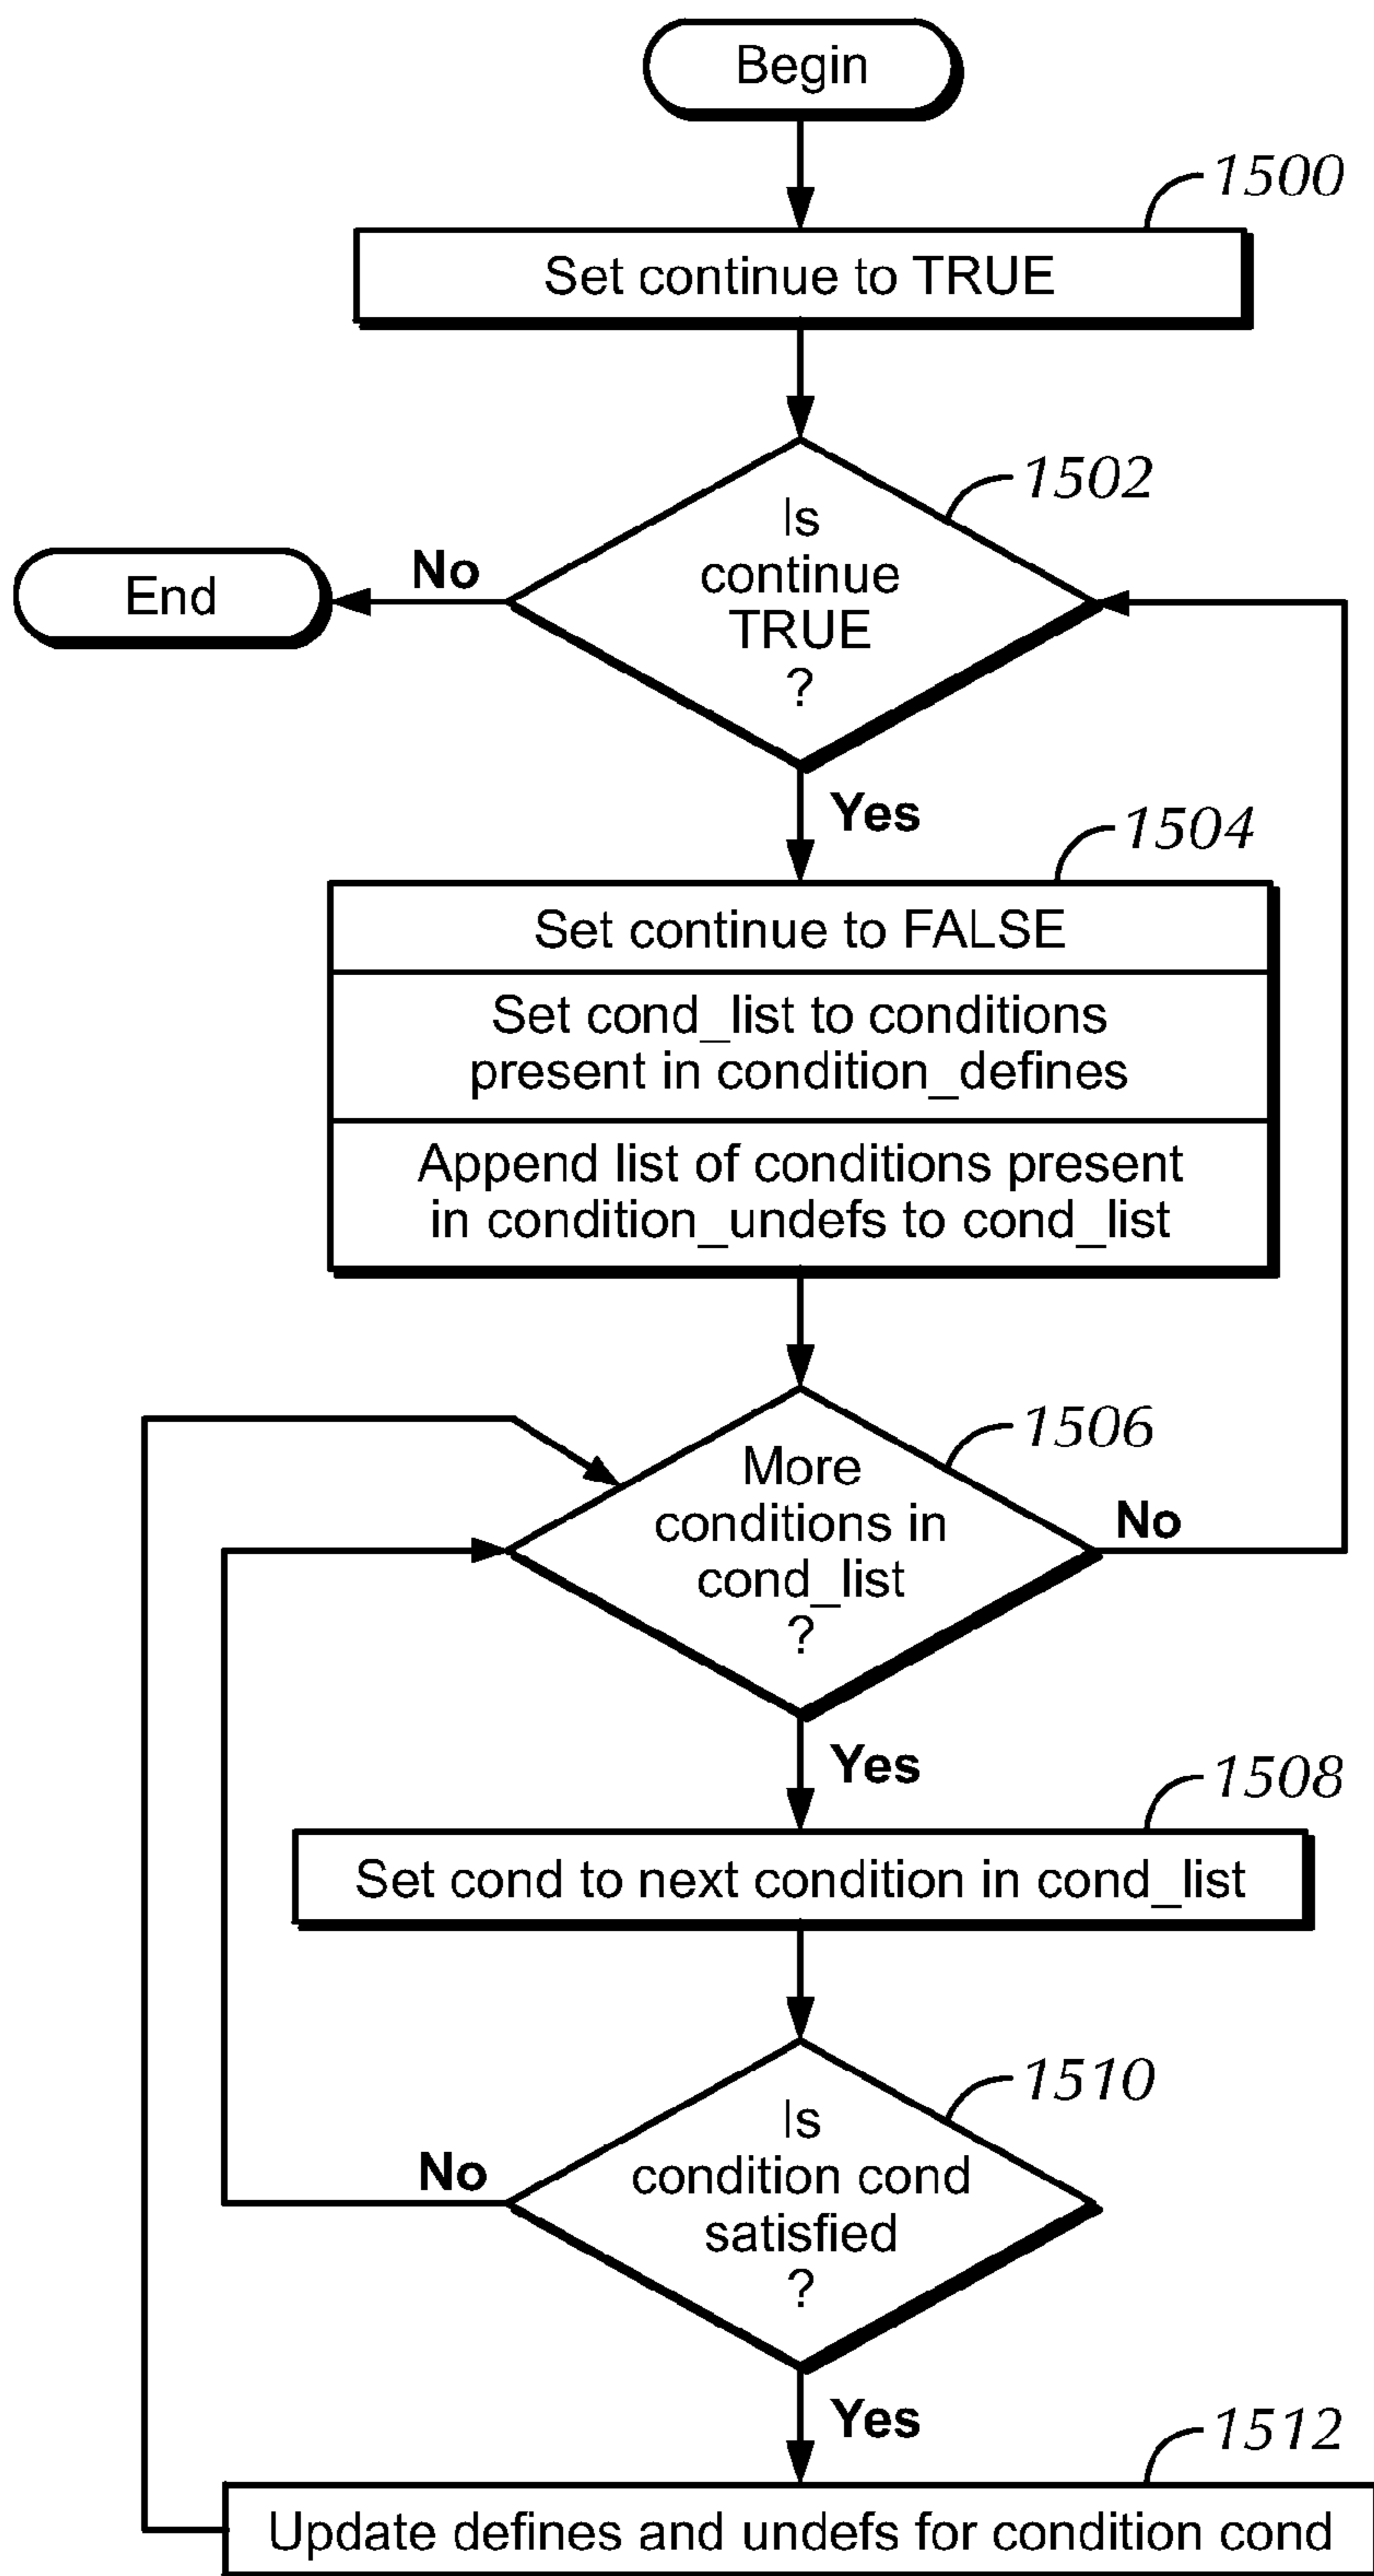 Begin
1500
Set continue to TRUE
1502
Is
continue
TRUE
?
No
End
Yes
1504
Set continue to FALSE
Set cond_list to conditions
present in condition_defines
Append list of conditions present
in condition_undefs to cond_list
1506
More
conditions in
cond_list
?
No
Yes
1508
Set cond to next condition in cond_list
1510
Is
condition cond
satisfied
?
No
Yes
1512
Update defines and undefs for condition cond